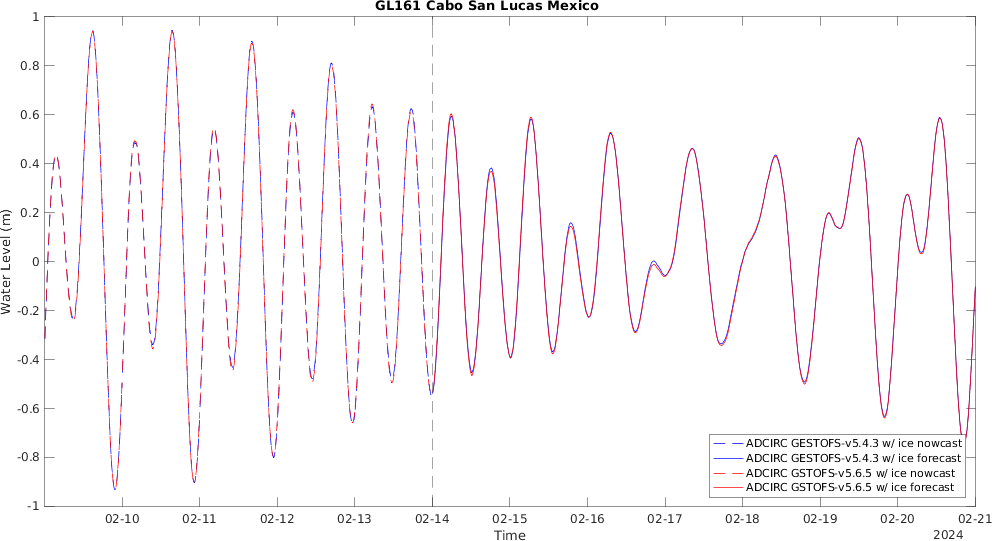 GL161 Cabo San Lucas Mexico
1
0.8
0.6
0.4
0.2
0
-0.2
-0.4
-0.6
-0.8
-1
Water Level (m)
02-10 02-11 02-12 02-13 02-14 02-15 02-16 02-17 02-18 02-19 02-20 02-21
Time
2024
ADCIRC GESTOFS-v5.4.3 w/ ice nowcast
ADCIRC GESTOFS-v5.4.3 w/ ice forecast
ADCIRC GSTOFS-v5.6.5 w/ ice nowcast
ADCIRC GSTOFS-v5.6.5 w/ ice forecast